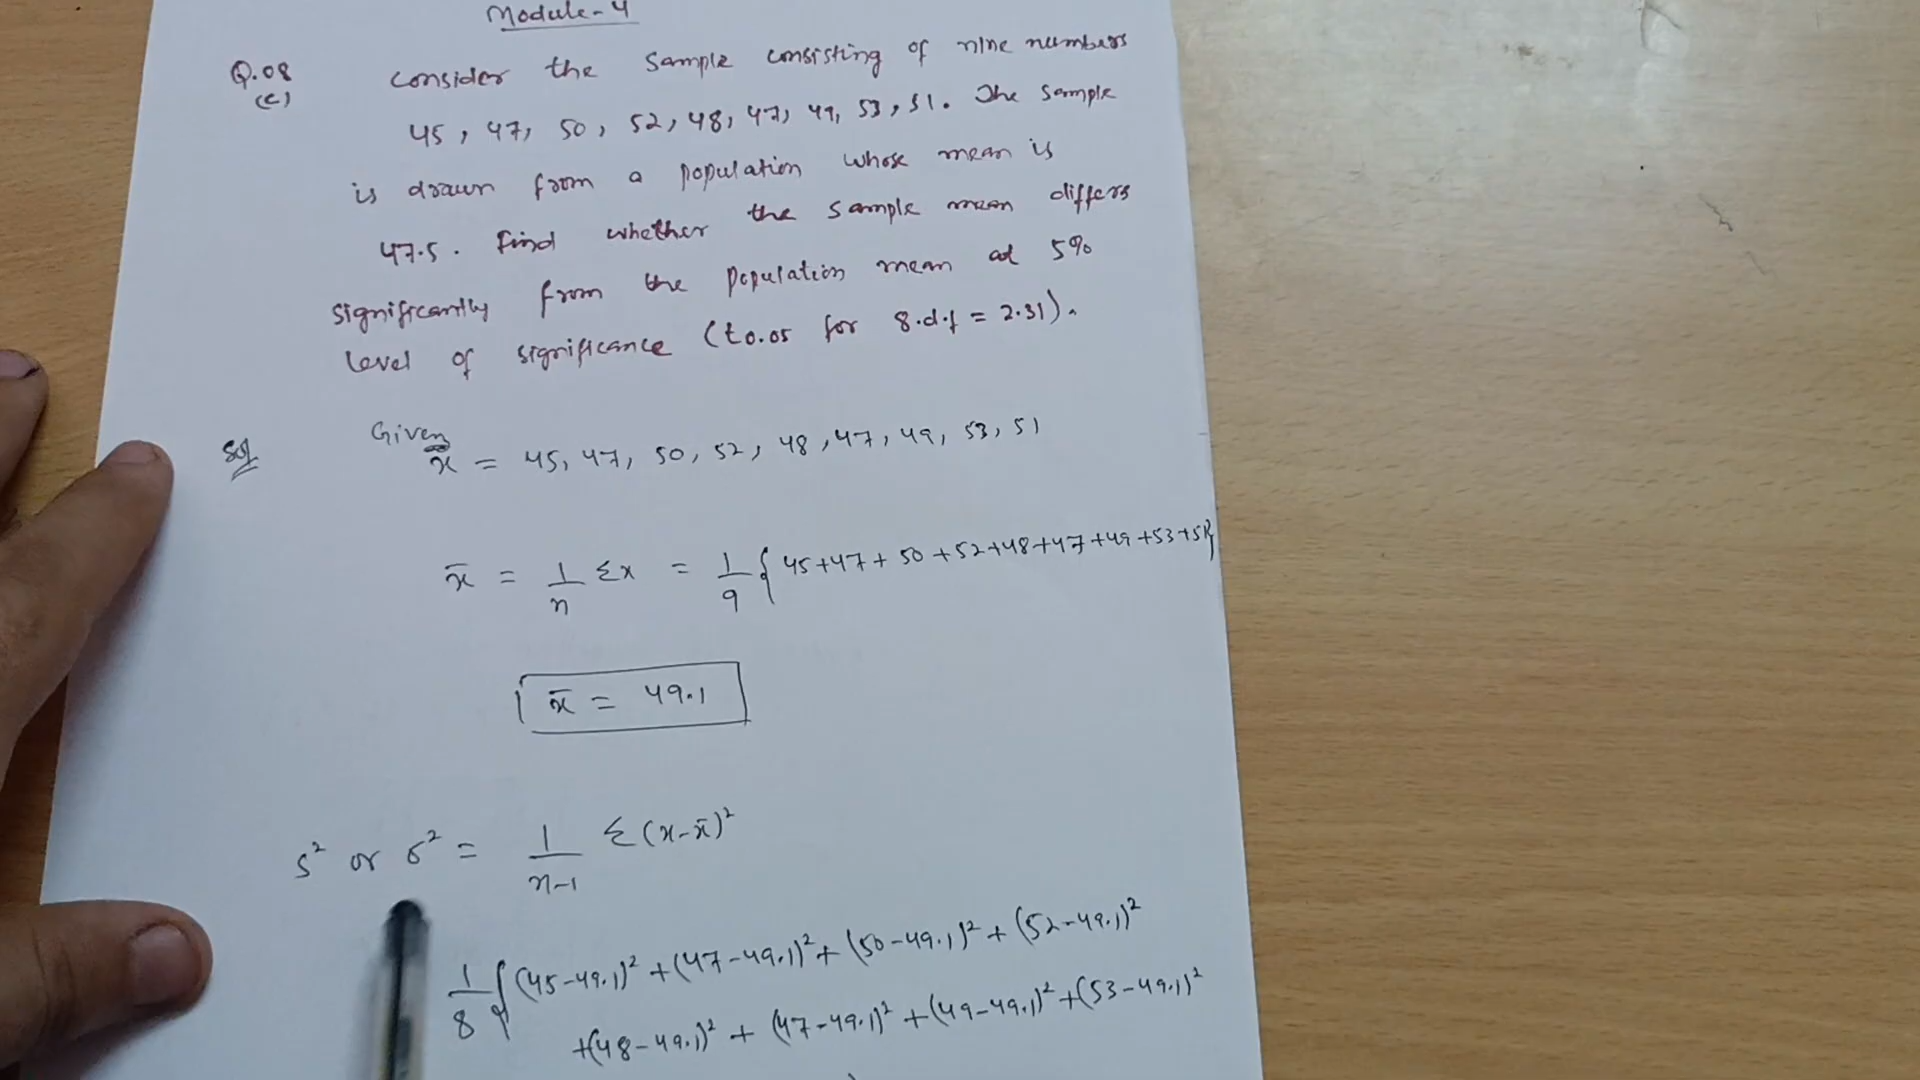 Module-4
Q.08 consider the sample consisting of nine numbers
(c) 45, 47, 50, 52, 48, 47, 49, 53, 51. The sample
is drawn from a population whose mean is
47.5. Find whether the sample mean differs
significantly from the population mean at 5%
level of significance (t0.05 for 8.d.f = 2.31).
Sol Given
x = 45, 47, 50, 52, 48, 47, 49, 53, 51
x̄ = 1/n Σx = 1/9 {45+47+50+52+48+47+49+53+51}
x̄ = 49.1
s² or σ² = 1/(n-1) Σ(x-x̄)²
1/8 {(45-49.1)² + (47-49.1)² + (50-49.1)² + (52-49.1)²
+(48-49.1)² + (47-49.1)² + (49-49.1)² + (53-49.1)²